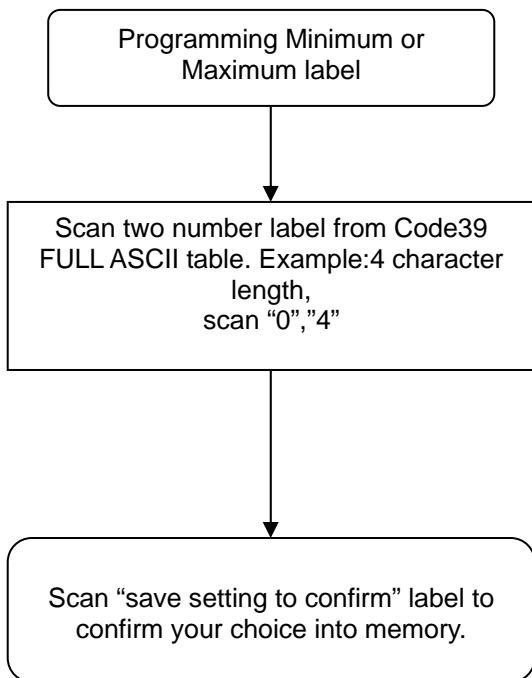 Programming Minimum or
Maximum label
Scan two number label from Code39
FULL ASCII table. Example:4 character
length,
scan “0”,”4”
Scan “save setting to confirm” label to
confirm your choice into memory.